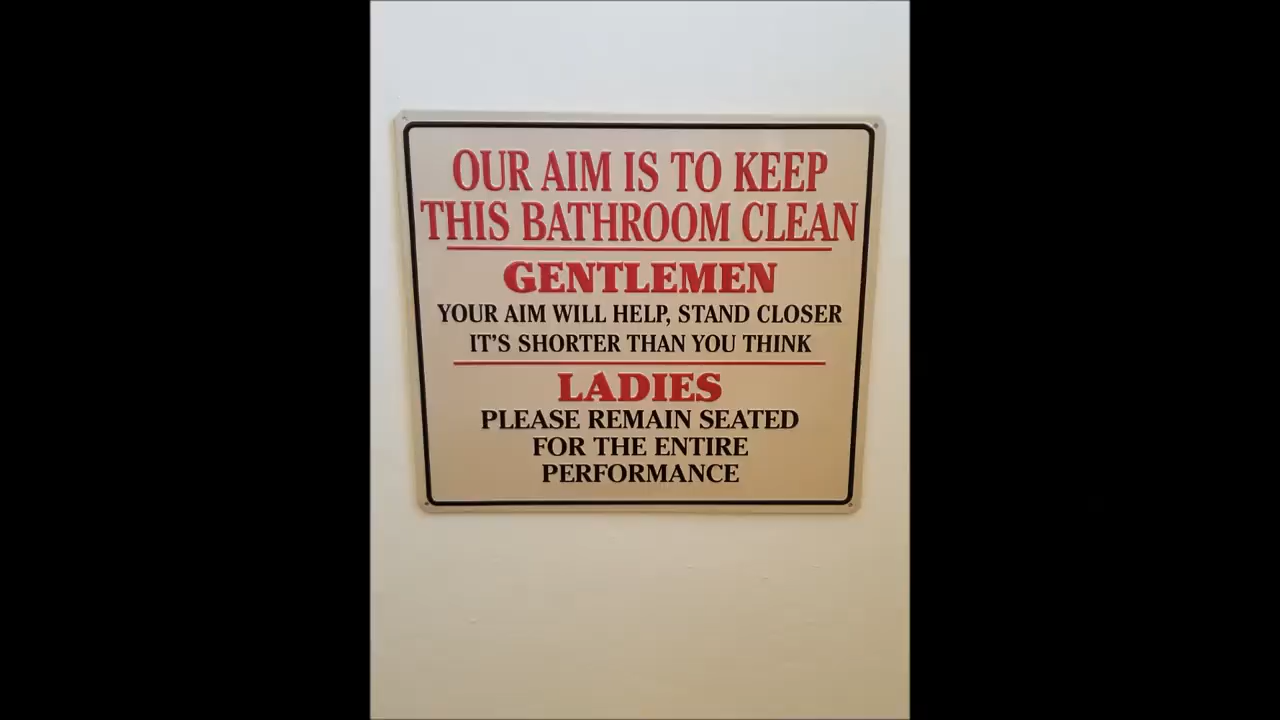 OUR AIM IS TO KEEP
THIS BATHROOM CLEAN
GENTLEMEN
YOUR AIM WILL HELP, STAND CLOSER
IT'S SHORTER THAN YOU THINK
LADIES
PLEASE REMAIN SEATED
FOR THE ENTIRE
PERFORMANCE